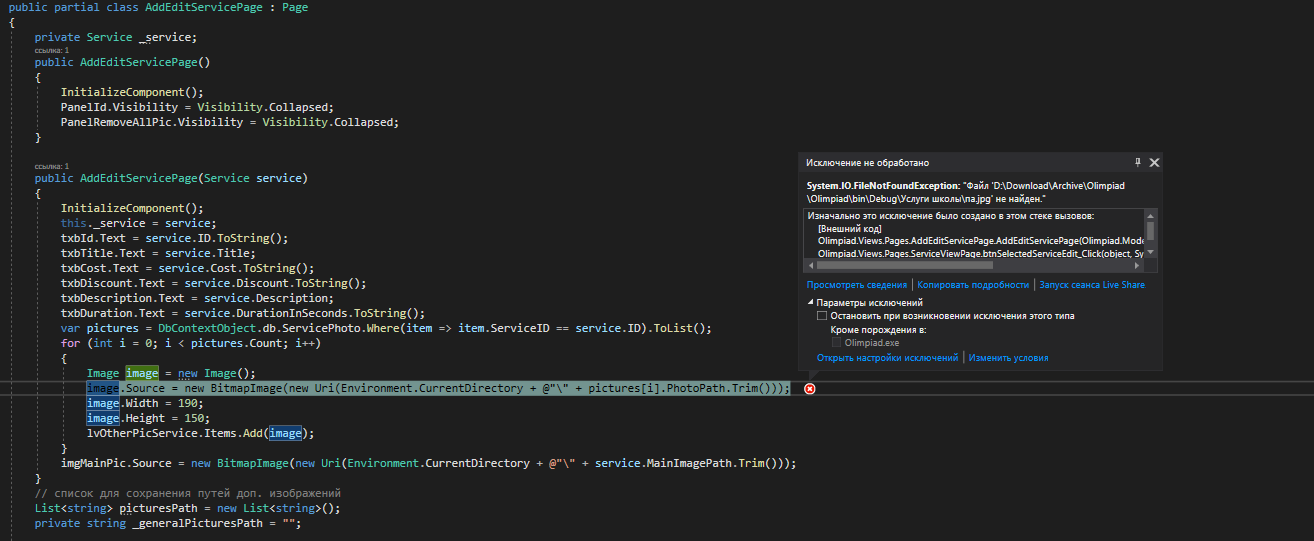 public partial class AddEditServicePage : Page
{
private Service _service;
ссылка: 1
public AddEditServicePage()
{
InitializeComponent();
PanelId.Visibility = Visibility.Collapsed;
PanelRemoveAllPic.Visibility = Visibility.Collapsed;
}
ссылка: 1
public AddEditServicePage(Service service)
{
InitializeComponent();
this._service = service;
txbId.Text = service.ID.ToString();
txbTitle.Text = service.Title;
txbCost.Text = service.Cost.ToString();
txbDiscount.Text = service.Discount.ToString();
txbDescription.Text = service.Description;
txbDuration.Text = service.DurationInSeconds.ToString();
var pictures = DbContextObject.db.ServicePhoto.Where(item => item.ServiceID == service.ID).ToList();
for (int i = 0; i < pictures.Count; i++)
{
Image image = new Image();
image.Source = new BitmapImage(new Uri(Environment.CurrentDirectory + @"\" + pictures[i].PhotoPath.Trim()));
image.Width = 190;
image.Height = 150;
lvOtherPicService.Items.Add(image);
}
imgMainPic.Source = new BitmapImage(new Uri(Environment.CurrentDirectory + @"\" + service.MainImagePath.Trim()));
}
// список для сохранения путей доп. изображений
List<string> picturesPath = new List<string>();
private string _generalPicturesPath = "";
Исключение не обработано
System.IO.FileNotFoundException: "Файл 'D:\Download\Archive\Olimpiad
\Olimpiad\bin\Debug\Услуги школы\па.jpg' не найден."
Изначально это исключение было создано в этом стеке вызовов:
[Внешний код]
Olimpiad.Views.Pages.AddEditServicePage.AddEditServicePage(Olimpiad.Mode
Olimpiad.Views.Pages.ServiceViewPage.btnSelectedServiceEdit_Click(object, Sy
Просмотреть сведения | Копировать подробности | Запуск сеанса Live Share
Параметры исключений
Остановить при возникновении исключения этого типа
Кроме порождения в:
Olimpiad.exe
Открыть настройки исключений | Изменить условия